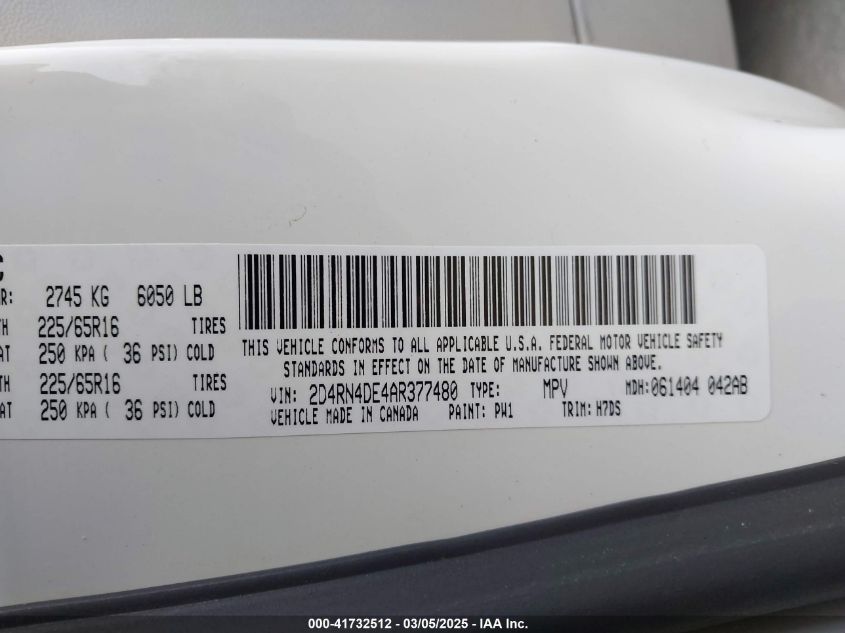 C
R: 2745 KG 6050 LB
TH 225/65R16 TIRES
AT 250 KPA ( 36 PSI) COLD
TH 225/65R16 TIRES
AT 250 KPA ( 36 PSI) COLD
THIS VEHICLE CONFORMS TO ALL APPLICABLE U.S.A. FEDERAL MOTOR VEHICLE SAFETY
STANDARDS IN EFFECT ON THE DATE OF MANUFACTURE SHOWN ABOVE.
VIN: 2D4RN4DE4AR377480 TYPE: MPV MDH: 061404 042AB
VEHICLE MADE IN CANADA PAINT: PW1 TRIM: H7DS
000-41732512 - 03/05/2025 - IAA Inc.